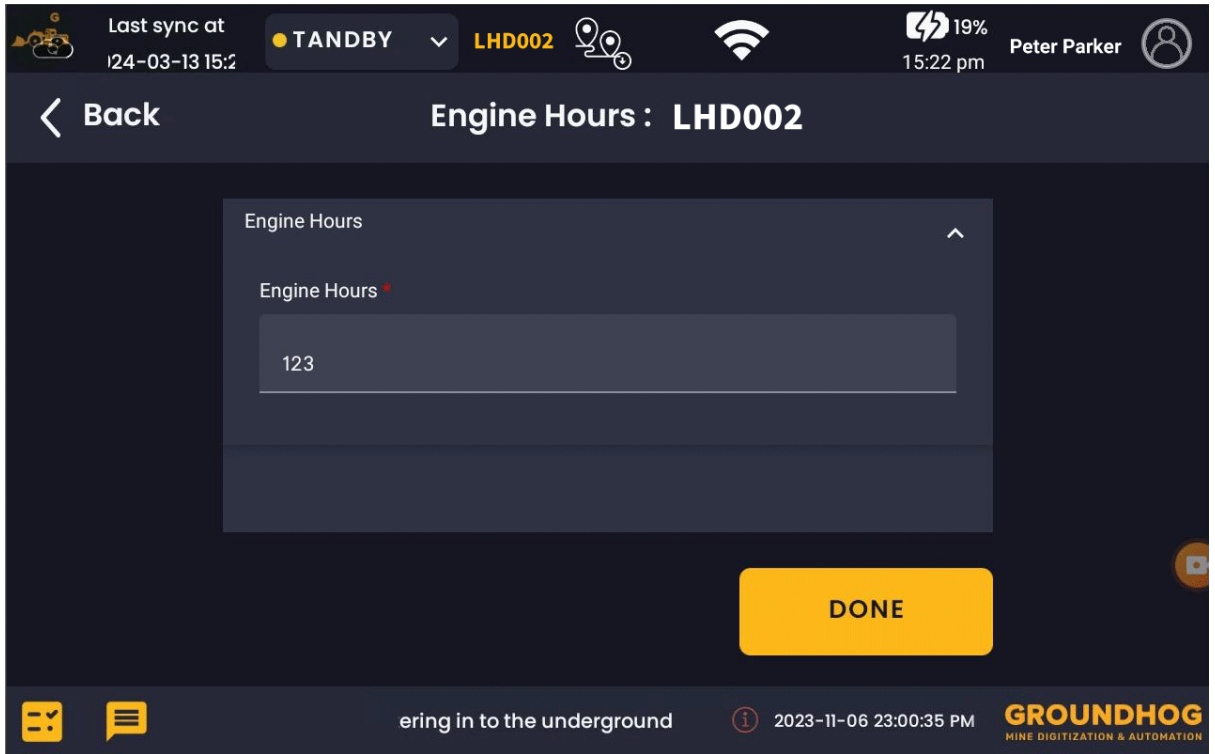 G
Last sync at
)24-03-13 15:2
TANDBY
LHD002
19%
15:22 pm
Peter Parker
Back
Engine Hours : LHD002
Engine Hours
Engine Hours *
123
DONE
ering in to the underground
2023-11-06 23:00:35 PM
GROUNDHOG
MINE DIGITIZATION & AUTOMATION